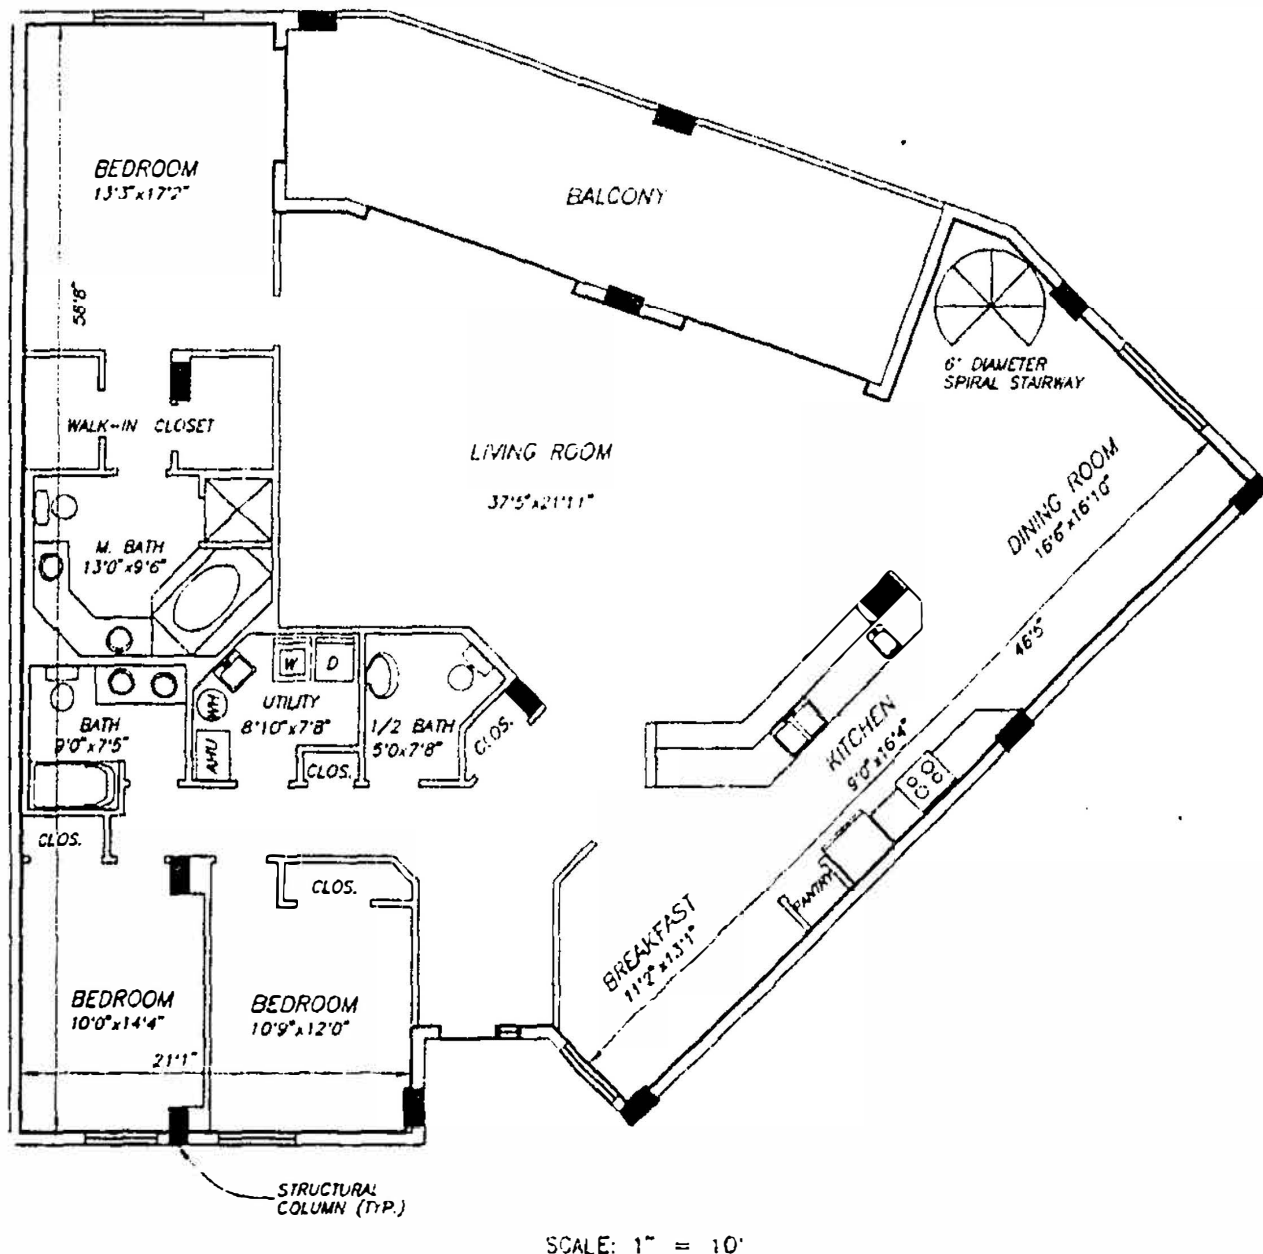 BEDROOM
13'3"x17'2"
BALCONY
58'8"
6' DIAMETER
SPIRAL STAIRWAY
WALK-IN CLOSET
LIVING ROOM
37'5"x21'11"
DINING ROOM
16'6"x16'10"
M. BATH
13'0"x9'6"
46'5"
W
D
WH
UTILITY
8'10"x7'8"
1/2 BATH
5'0x7'8"
CLOS.
BATH
9'0"x7'5"
AHU
CLOS.
KITCHEN
9'0"x16'4"
CLOS.
CLOS.
PANTRY
BREAKFAST
11'2"x13'1"
BEDROOM
10'0"x14'4"
BEDROOM
10'9"x12'0"
21'1"
STRUCTURAL
COLUMN (TYP.)
SCALE: 1" = 10'